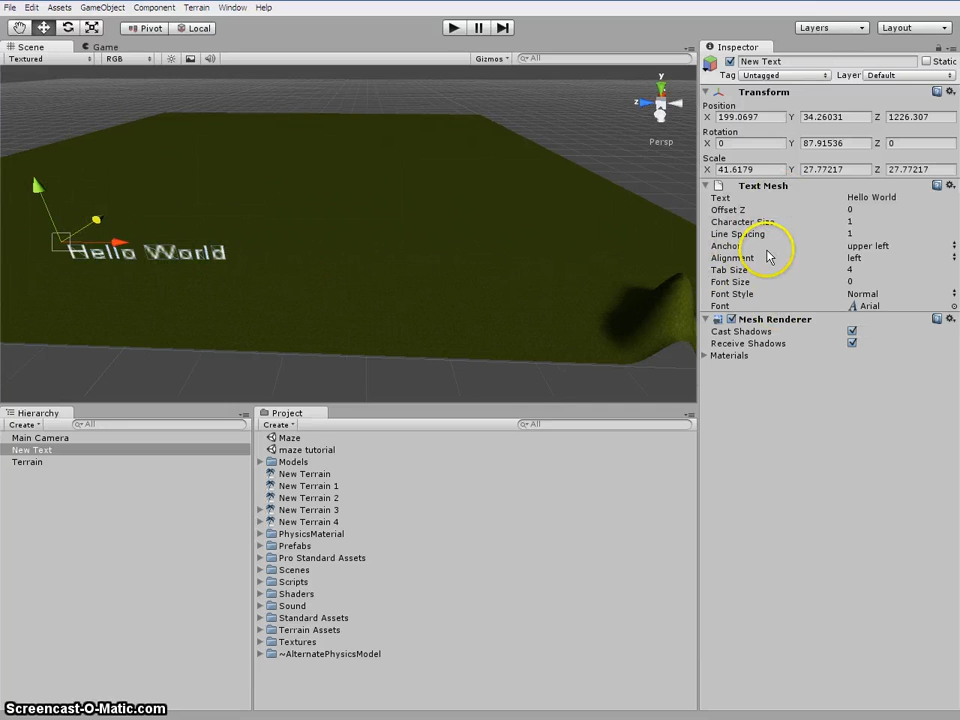 File Edit Assets GameObject Component Terrain Window Help
Pivot Local Layers Layout
Scene Game Inspector
Textured RGB Gizmos All
New Text Static
Tag Untagged Layer Default
Transform
Position
X 199.0697 Y 34.26031 Z 1226.307
Rotation
X 0 Y 87.91536 Z 0
Scale
X 41.6179 Y 27.77217 Z 27.77217
y
z
Persp
Text Mesh
Text Hello World
Offset Z 0
Character Size 1
Line Spacing 1
Anchor upper left
Alignment left
Tab Size 4
Font Size 0
Font Style Normal
Font Arial
Hello World
Mesh Renderer
Cast Shadows
Receive Shadows
Materials
Hierarchy
Create All
Main Camera
New Text
Terrain
Project
Create All
Maze
maze tutorial
Models
New Terrain
New Terrain 1
New Terrain 2
New Terrain 3
New Terrain 4
PhysicsMaterial
Prefabs
Pro Standard Assets
Scenes
Scripts
Shaders
Sound
Standard Assets
Terrain Assets
Textures
~AlternatePhysicsModel
Screencast-O-Matic.com